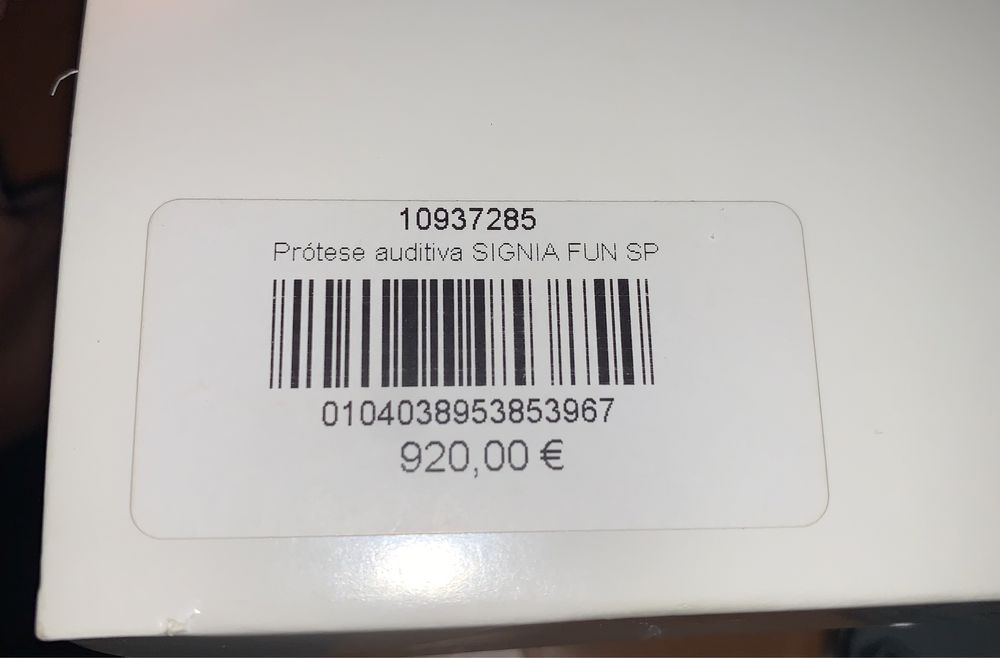 10937285
Prótese auditiva SIGNIA FUN SP
0104038953853967
920,00 €